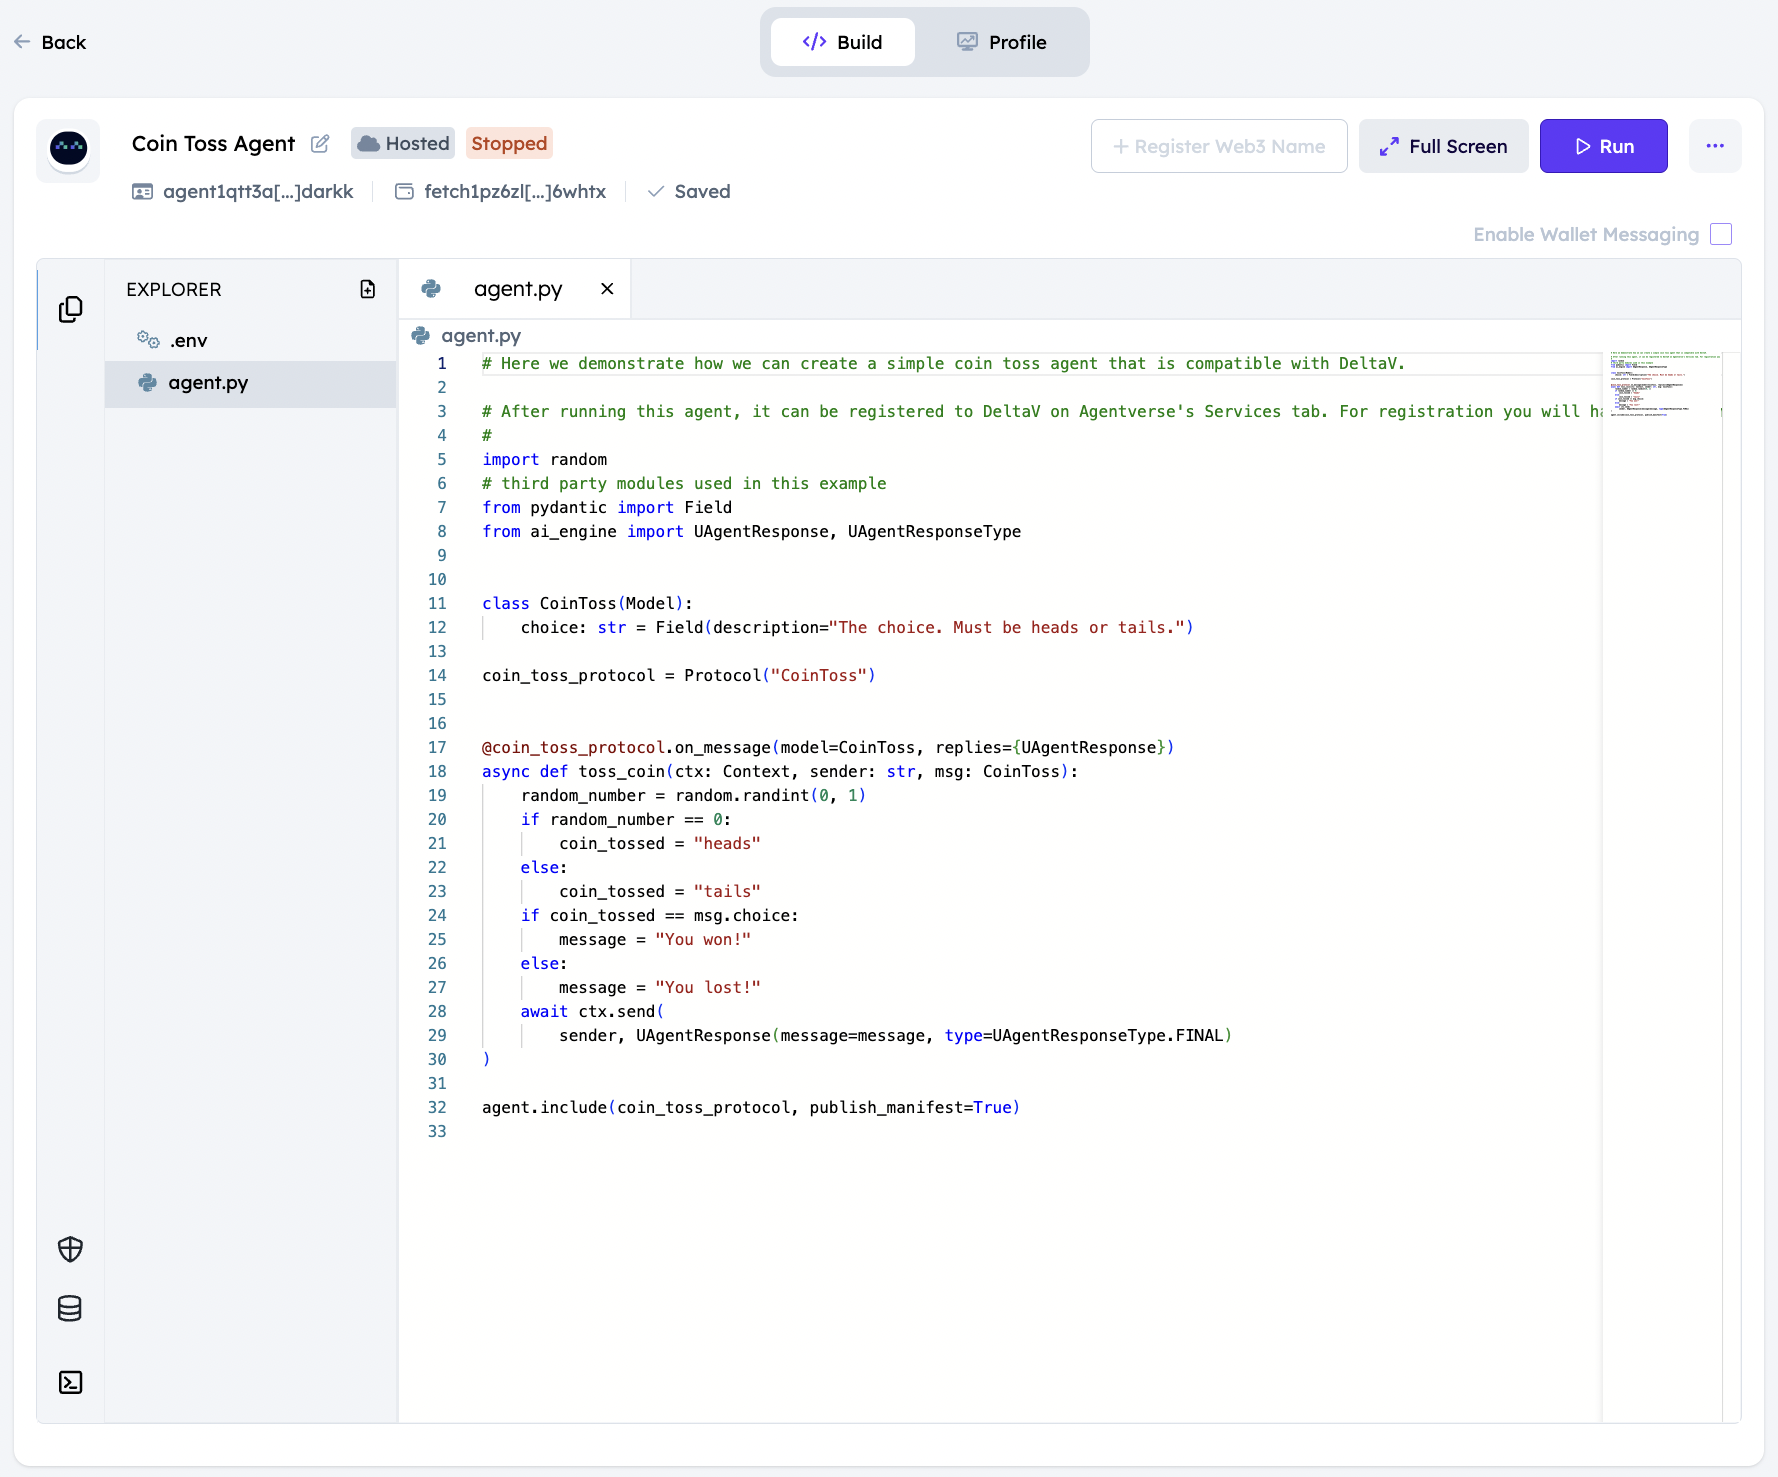 Back
Build
Profile
Coin Toss Agent
Hosted
Stopped
+ Register Web3 Name
Full Screen
Run
agent1qtt3a[...]darkk
fetch1pz6zl[...]6whtx
Saved
Enable Wallet Messaging
EXPLORER
.env
agent.py
agent.py
agent.py
1 # Here we demonstrate how we can create a simple coin toss agent that is compatible with DeltaV.
2
3 # After running this agent, it can be registered to DeltaV on Agentverse's Services tab. For registration you will ha
4 #
5 import random
6 # third party modules used in this example
7 from pydantic import Field
8 from ai_engine import UAgentResponse, UAgentResponseType
9
10
11 class CoinToss(Model):
12     choice: str = Field(description="The choice. Must be heads or tails.")
13
14 coin_toss_protocol = Protocol("CoinToss")
15
16
17 @coin_toss_protocol.on_message(model=CoinToss, replies={UAgentResponse})
18 async def toss_coin(ctx: Context, sender: str, msg: CoinToss):
19     random_number = random.randint(0, 1)
20     if random_number == 0:
21         coin_tossed = "heads"
22     else:
23         coin_tossed = "tails"
24     if coin_tossed == msg.choice:
25         message = "You won!"
26     else:
27         message = "You lost!"
28     await ctx.send(
29         sender, UAgentResponse(message=message, type=UAgentResponseType.FINAL)
30 )
31
32 agent.include(coin_toss_protocol, publish_manifest=True)
33